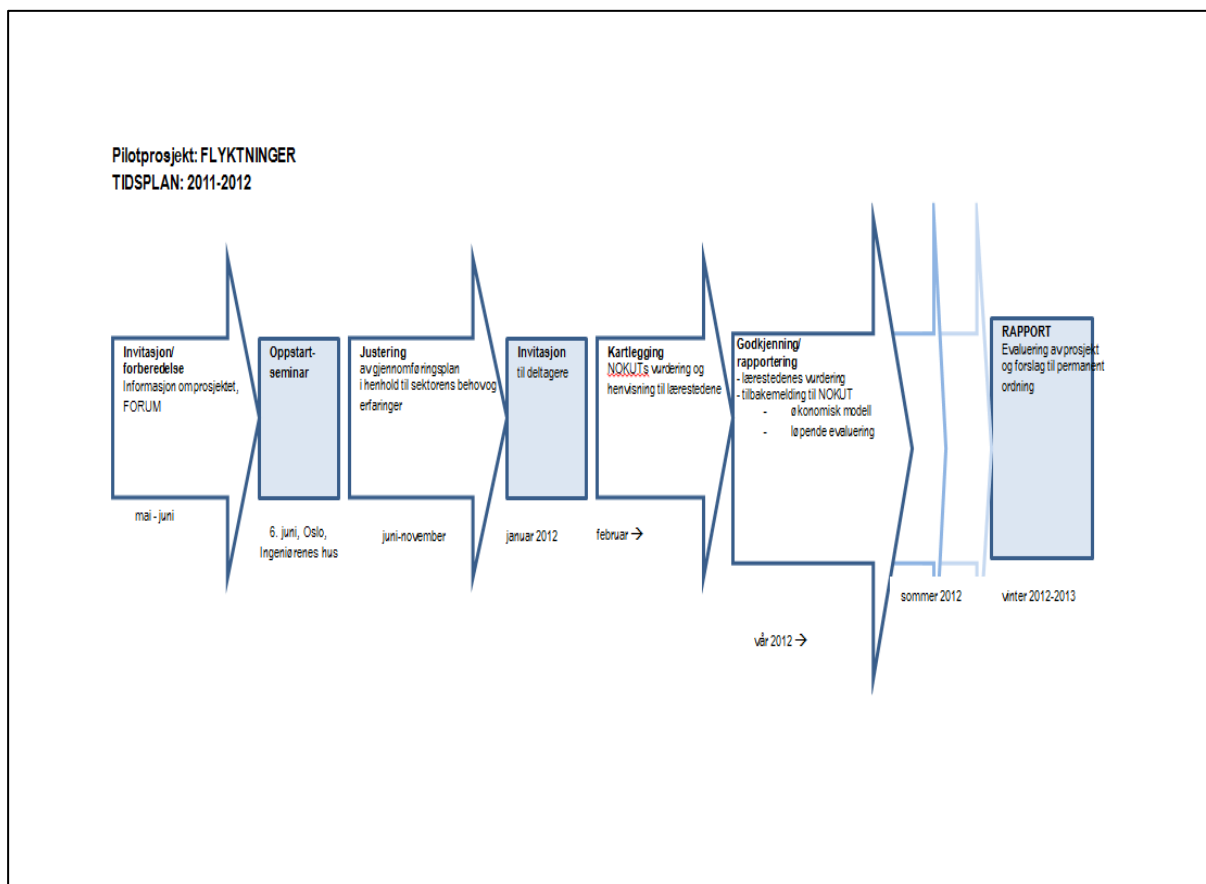 Pilotprosjekt: FLYKTNINGER
TIDSPLAN: 2011-2012
Invitasjon/
forberedelse
Informasjon om prosjektet,
FORUM
mai - juni
Oppstart-
seminar
6. juni, Oslo,
Ingeniørenes hus
Justering
av gjennomføringsplan
i henhold til sektorens behov og
erfaringer
juni-november
Invitasjon
til deltagere
januar 2012
Kartlegging
NOKUTs vurdering og
henvisning til lærestedene
februar →
Godkjenning/
rapportering
- lærestedenes vurdering
- tilbakemelding til NOKUT
- økonomisk modell
- løpende evaluering
vår 2012 →
sommer 2012
RAPPORT
Evaluering av prosjekt
og forslag til permanent
ordning
vinter 2012-2013